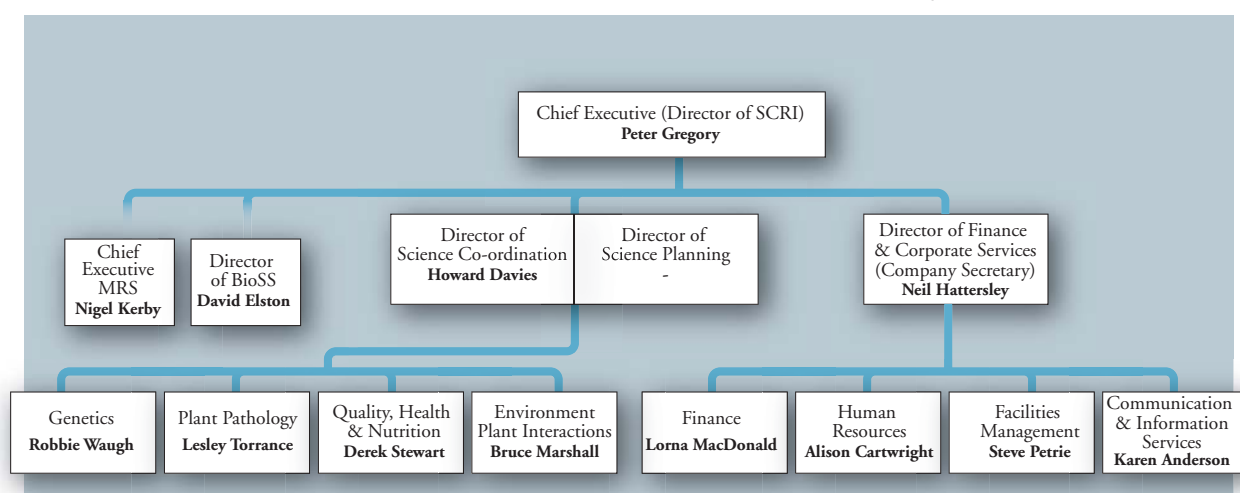 Chief Executive (Director of SCRI)
Peter Gregory
Chief
Executive
MRS
Nigel Kerby
Director
of BioSS
David Elston
Director of
Science Co-ordination
Howard Davies
Director of
Science Planning
-
Director of Finance
& Corporate Services
(Company Secretary)
Neil Hattersley
Genetics
Robbie Waugh
Plant Pathology
Lesley Torrance
Quality, Health
& Nutrition
Derek Stewart
Environment
Plant Interactions
Bruce Marshall
Finance
Lorna MacDonald
Human
Resources
Alison Cartwright
Facilities
Management
Steve Petrie
Communication
& Information
Services
Karen Anderson